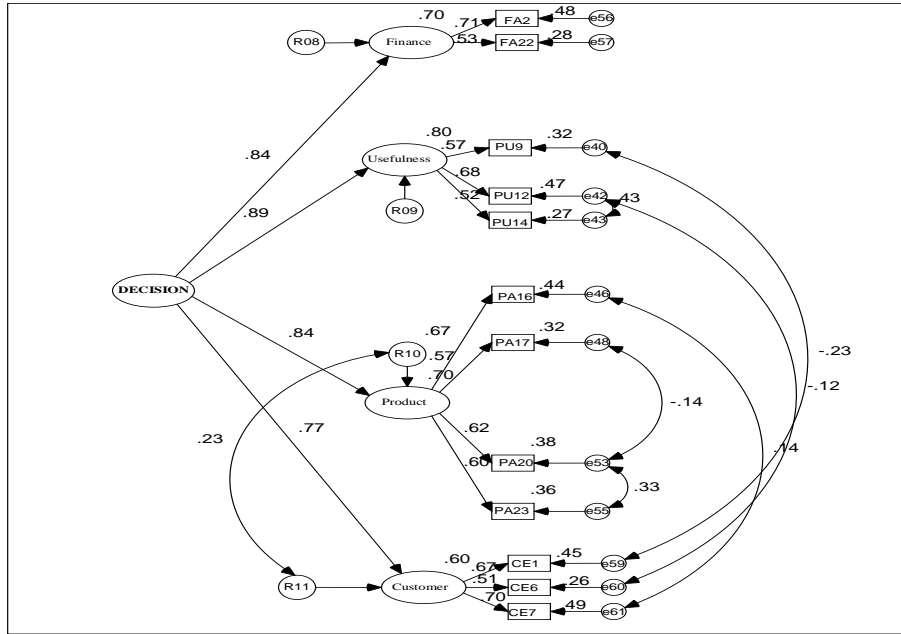 .70
.71
FA2
.48
e56
R08
Finance
.53
FA22
.28
e57
.84
.80
.57
PU9
.32
e40
Usefulness
.68
PU12
.47
e42
.43
R09
.52
PU14
.27
e43
.89
DECISION
PA16
.44
e46
.84
.67
PA17
.32
e48
R10
.57
.70
-.23
-.12
Product
-.14
.23
.77
.62
.38
.14
.60
PA20
e53
.36
.33
PA23
e55
.60
.67
CE1
.45
e59
R11
Customer
.51
CE6
.26
e60
.70
CE7
.49
e61